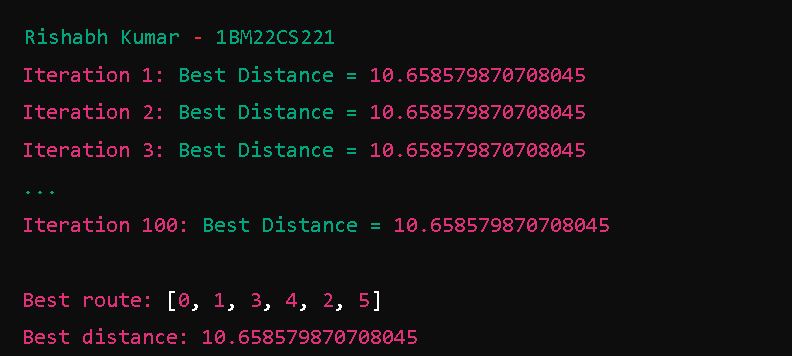 Rishabh Kumar - 1BM22CS221
Iteration 1: Best Distance = 10.658579870708045
Iteration 2: Best Distance = 10.658579870708045
Iteration 3: Best Distance = 10.658579870708045
...
Iteration 100: Best Distance = 10.658579870708045
Best route: [0, 1, 3, 4, 2, 5]
Best distance: 10.658579870708045